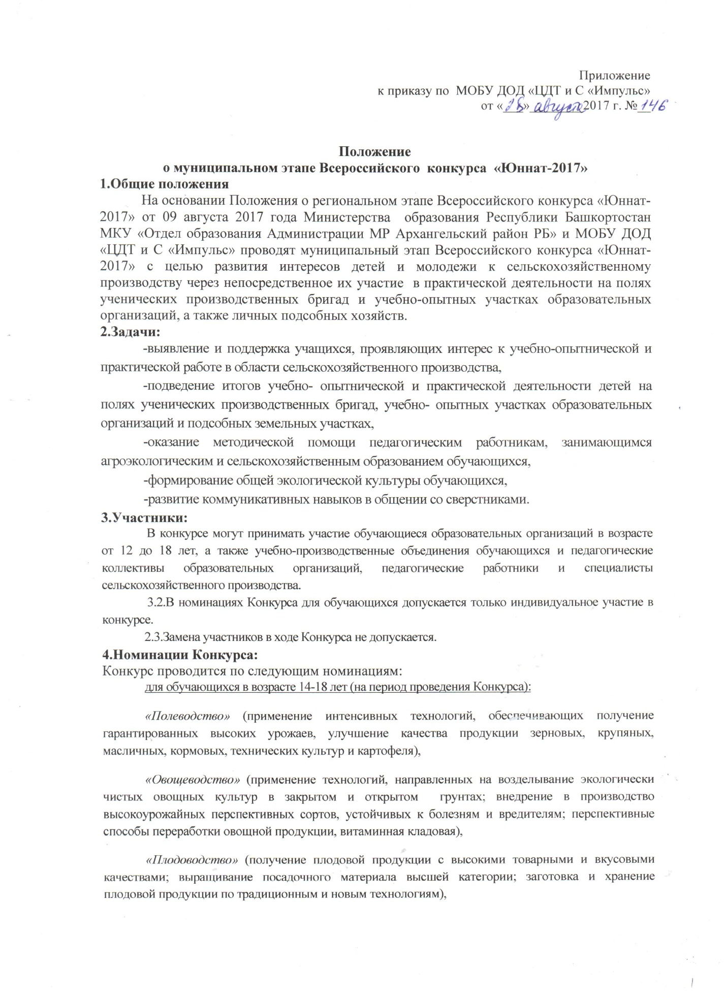 Приложение
к приказу по МОБУ ДОД «ЦДТ и С «Импульс»
от «18» августа 2017 г. № 146
Положение
о муниципальном этапе Всероссийского конкурса «Юннат-2017»
1.Общие положения
На основании Положения о региональном этапе Всероссийского конкурса «Юннат-
2017» от 09 августа 2017 года Министерства образования Республики Башкортостан
МКУ «Отдел образования Администрации МР Архангельский район РБ» и МОБУ ДОД
«ЦДТ и С «Импульс» проводят муниципальный этап Всероссийского конкурса «Юннат-
2017» с целью развития интересов детей и молодежи к сельскохозяйственному
производству через непосредственное их участие в практической деятельности на полях
ученических производственных бригад и учебно-опытных участках образовательных
организаций, а также личных подсобных хозяйств.
2.Задачи:
-выявление и поддержка учащихся, проявляющих интерес к учебно-опытнической и
практической работе в области сельскохозяйственного производства,
-подведение итогов учебно- опытнической и практической деятельности детей на
полях ученических производственных бригад, учебно- опытных участках образовательных
организаций и подсобных земельных участках,
-оказание методической помощи педагогическим работникам, занимающимся
агроэкологическим и сельскохозяйственным образованием обучающихся,
-формирование общей экологической культуры обучающихся,
-развитие коммуникативных навыков в общении со сверстниками.
3.Участники:
В конкурсе могут принимать участие обучающиеся образовательных организаций в возрасте
от 12 до 18 лет, а также учебно-производственные объединения обучающихся и педагогические
коллективы образовательных организаций, педагогические работники и специалисты
сельскохозяйственного производства.
3.2.В номинациях Конкурса для обучающихся допускается только индивидуальное участие в
конкурсе.
2.3.Замена участников в ходе Конкурса не допускается.
4.Номинации Конкурса:
Конкурс проводится по следующим номинациям:
для обучающихся в возрасте 14-18 лет (на период проведения Конкурса):
«Полеводство» (применение интенсивных технологий, обеспечивающих получение
гарантированных высоких урожаев, улучшение качества продукции зерновых, крупяных,
масличных, кормовых, технических культур и картофеля),
«Овощеводство» (применение технологий, направленных на возделывание экологически
чистых овощных культур в закрытом и открытом грунтах; внедрение в производство
высокоурожайных перспективных сортов, устойчивых к болезням и вредителям; перспективные
способы переработки овощной продукции, витаминная кладовая),
«Плодоводство» (получение плодовой продукции с высокими товарными и вкусовыми
качествами; выращивание посадочного материала высшей категории; заготовка и хранение
плодовой продукции по традиционным и новым технологиям),